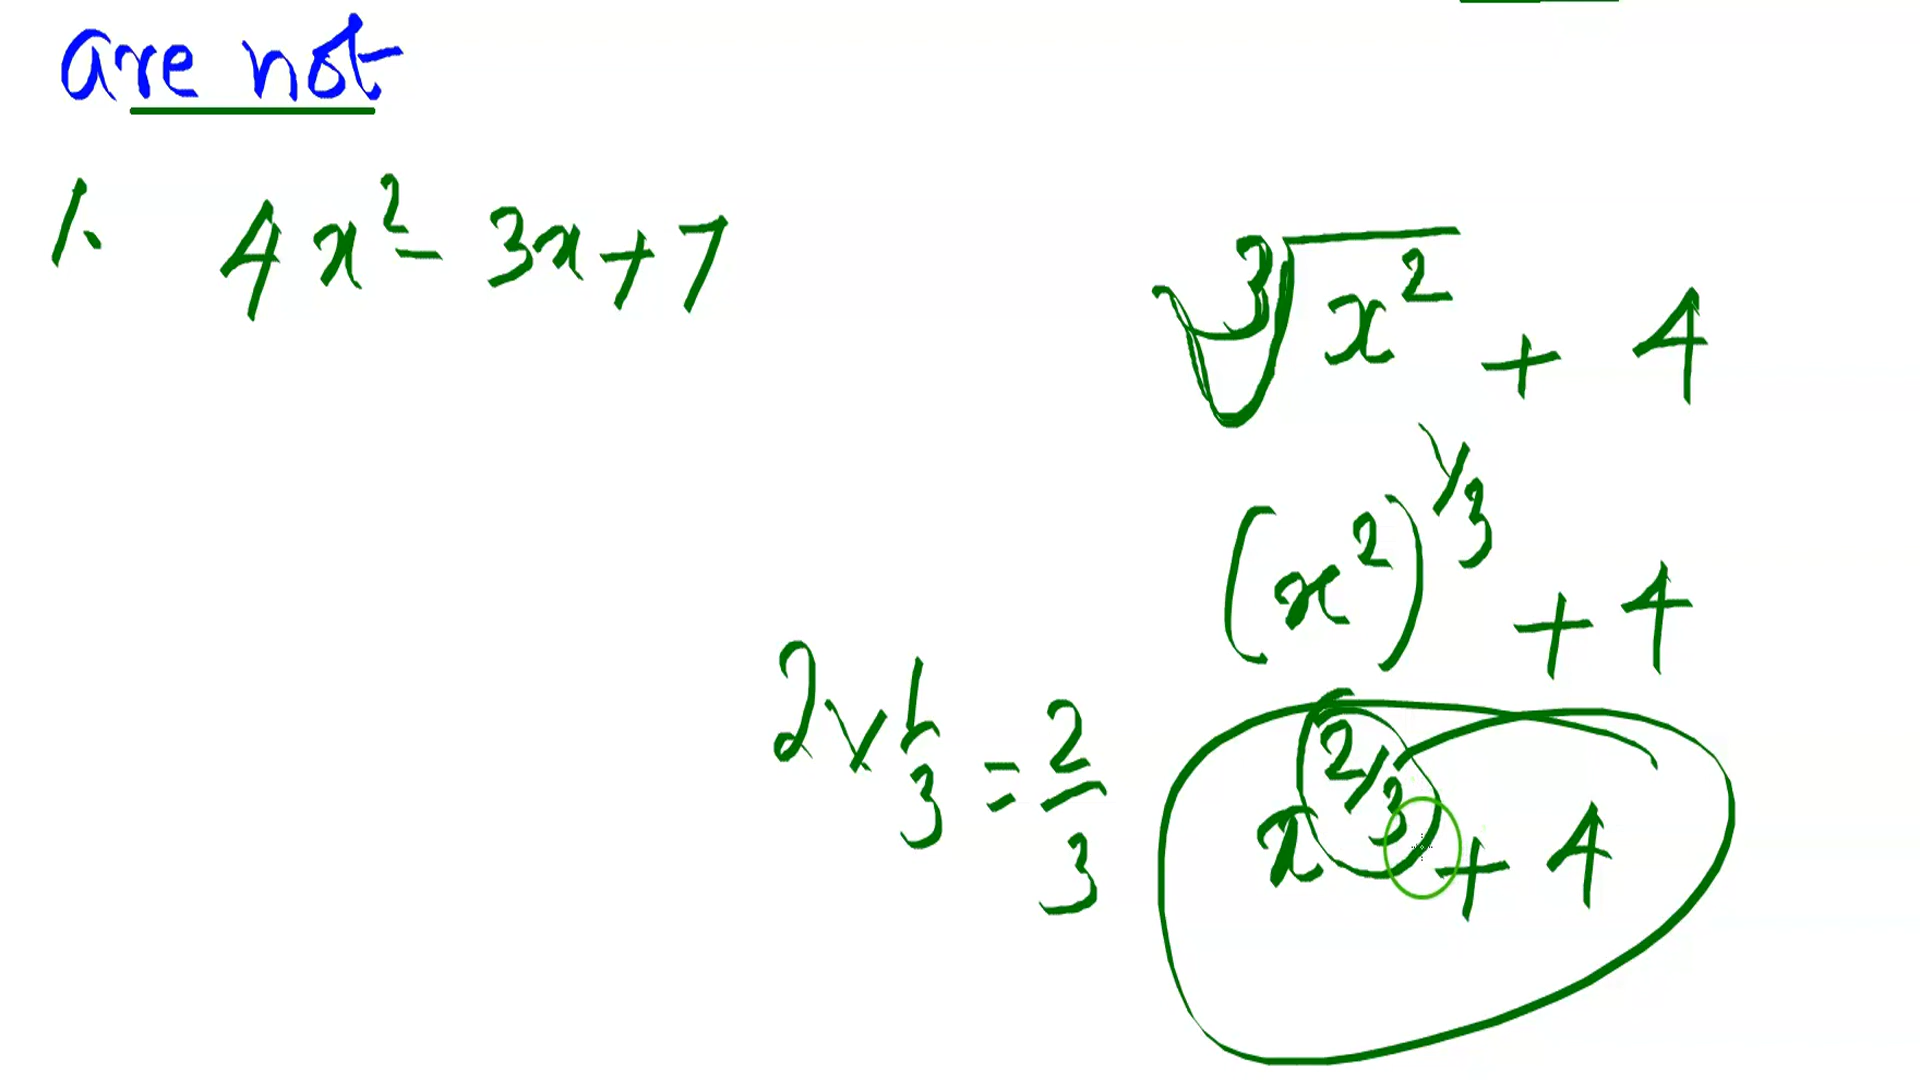 are not
1. 4x² - 3x + 7
∛x² + 4
(x²)^1/3 + 4
2 x 1/3 = 2/3
x^2/3 + 4